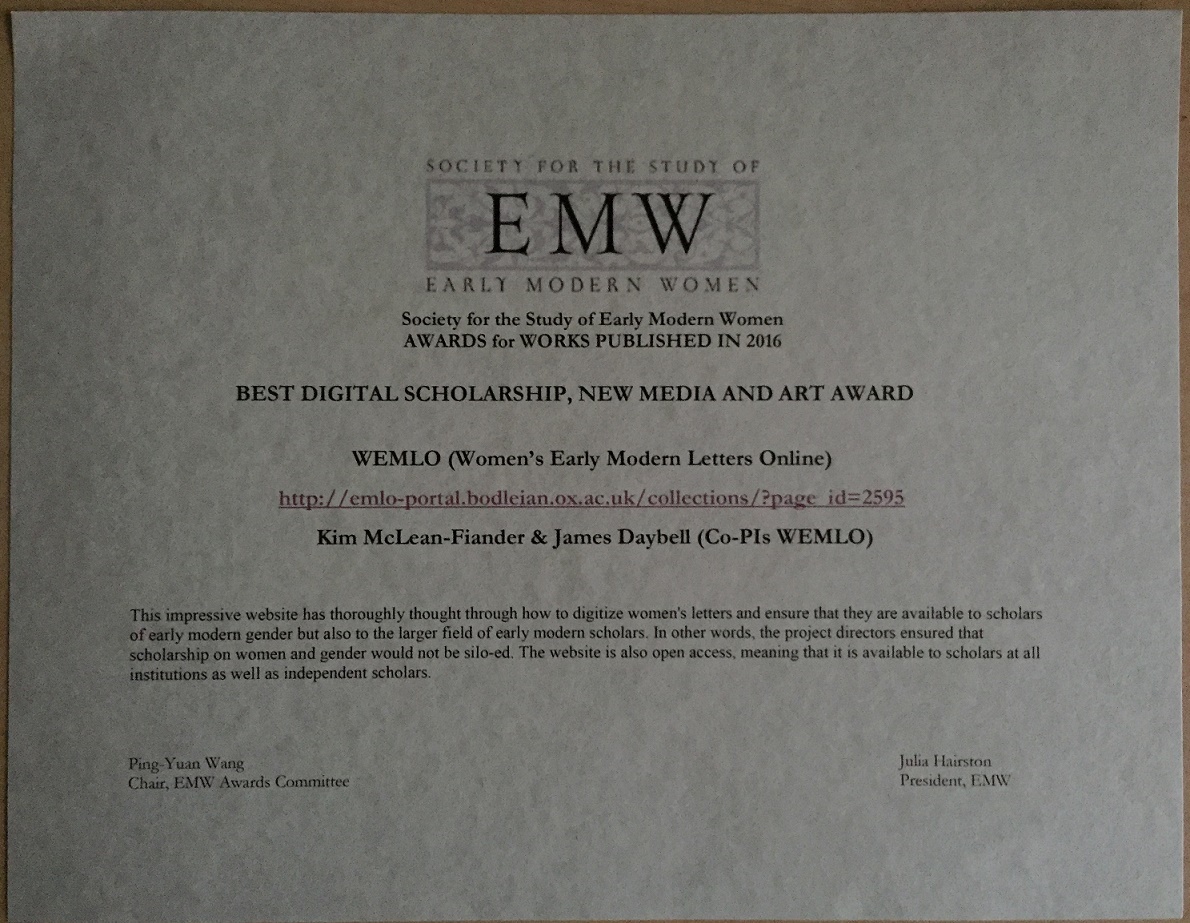 SOCIETY FOR THE STUDY OF
EMW
EARLY MODERN WOMEN
Society for the Study of Early Modern Women
AWARDS for WORKS PUBLISHED IN 2016
BEST DIGITAL SCHOLARSHIP, NEW MEDIA AND ART AWARD
WEMLO (Women's Early Modern Letters Online)
http://emlo-portal.bodleian.ox.ac.uk/collections/?page_id=2595
Kim McLean-Fiander & James Daybell (Co-PIs WEMLO)
This impressive website has thoroughly thought through how to digitize women's letters and ensure that they are available to scholars
of early modern gender but also to the larger field of early modern scholars. In other words, the project directors ensured that
scholarship on women and gender would not be silo-ed. The website is also open access, meaning that it is available to scholars at all
institutions as well as independent scholars.
Ping-Yuan Wang
Chair, EMW Awards Committee
Julia Hairston
President, EMW